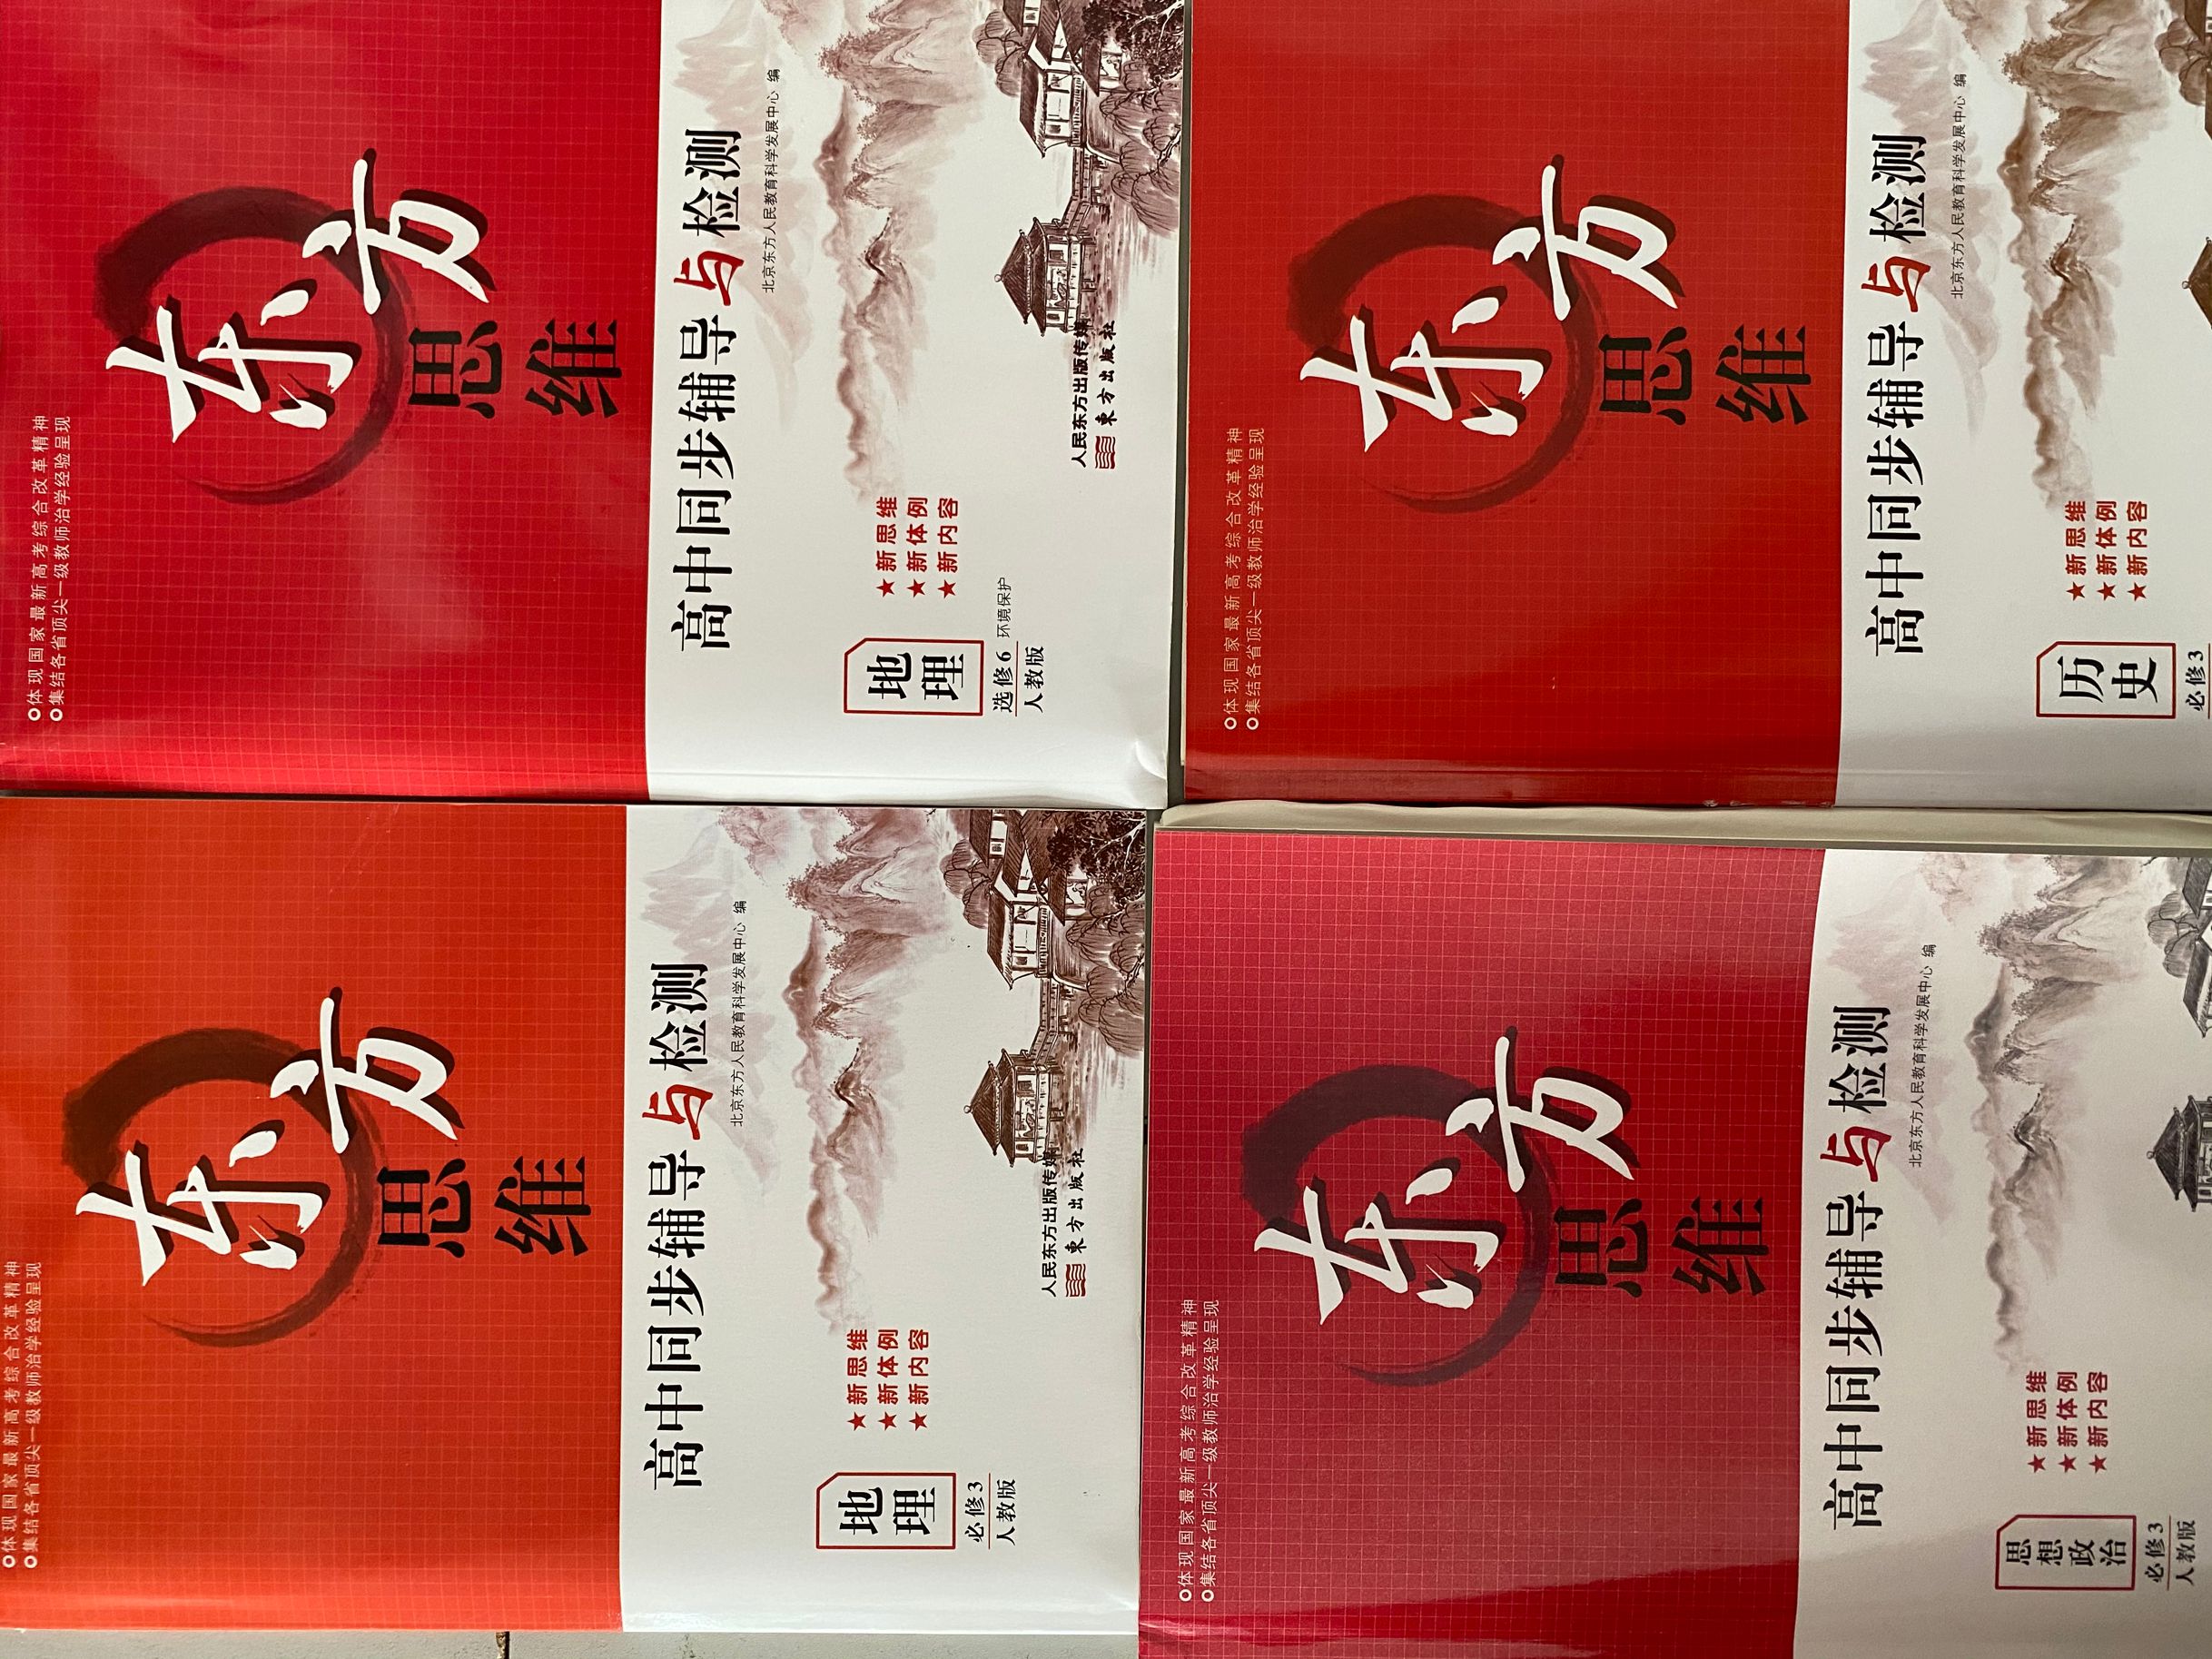 体现国家最新高考综合改革精神
集结各省顶尖一级教师治学经验呈现
东方
思维
高中同步辅导与检测
北京东方人民教育科学发展中心 编
★新思维
★新体例
★新内容
地理
选修6 环境保护
人教版
人民东方出版传媒
東方出版社
体现国家最新高考综合改革精神
集结各省顶尖一级教师治学经验呈现
东方
思维
高中同步辅导与检测
北京东方人民教育科学发展中心 编
★新思维
★新体例
★新内容
历史
必修3
体现国家最新高考综合改革精神
集结各省顶尖一级教师治学经验呈现
东方
思维
高中同步辅导与检测
北京东方人民教育科学发展中心 编
★新思维
★新体例
★新内容
地理
必修3
人教版
人民东方出版传媒
東方出版社
体现国家最新高考综合改革精神
集结各省顶尖一级教师治学经验呈现
东方
思维
高中同步辅导与检测
北京东方人民教育科学发展中心 编
★新思维
★新体例
★新内容
思想
政治
必修3
人教版